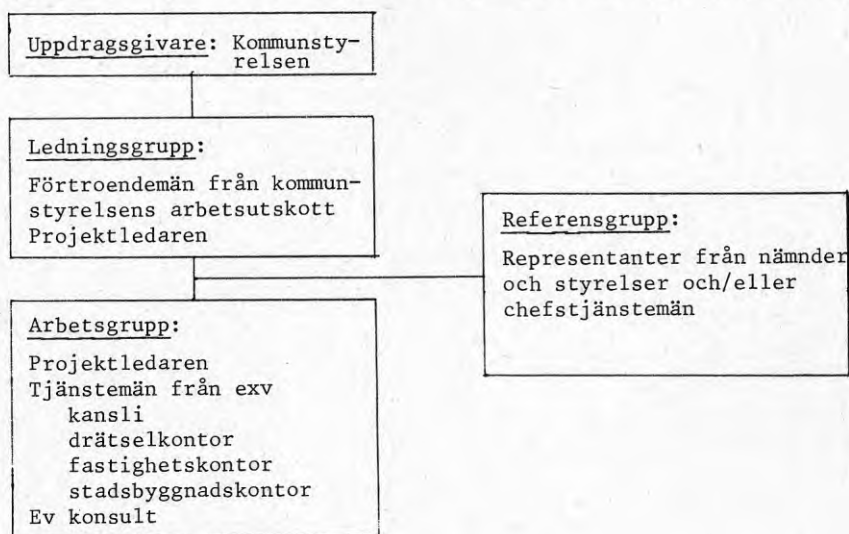 Uppdragsgivare: Kommunsty-
relsen
Ledningsgrupp:
Förtroendemän från kommun-
styrelsens arbetsutskott
Projektledaren
Referensgrupp:
Representanter från nämnder
och styrelser och/eller
chefstjänstemän
Arbetsgrupp:
Projektledaren
Tjänstemän från exv
kansli
drätselkontor
fastighetskontor
stadsbyggnadskontor
Ev konsult